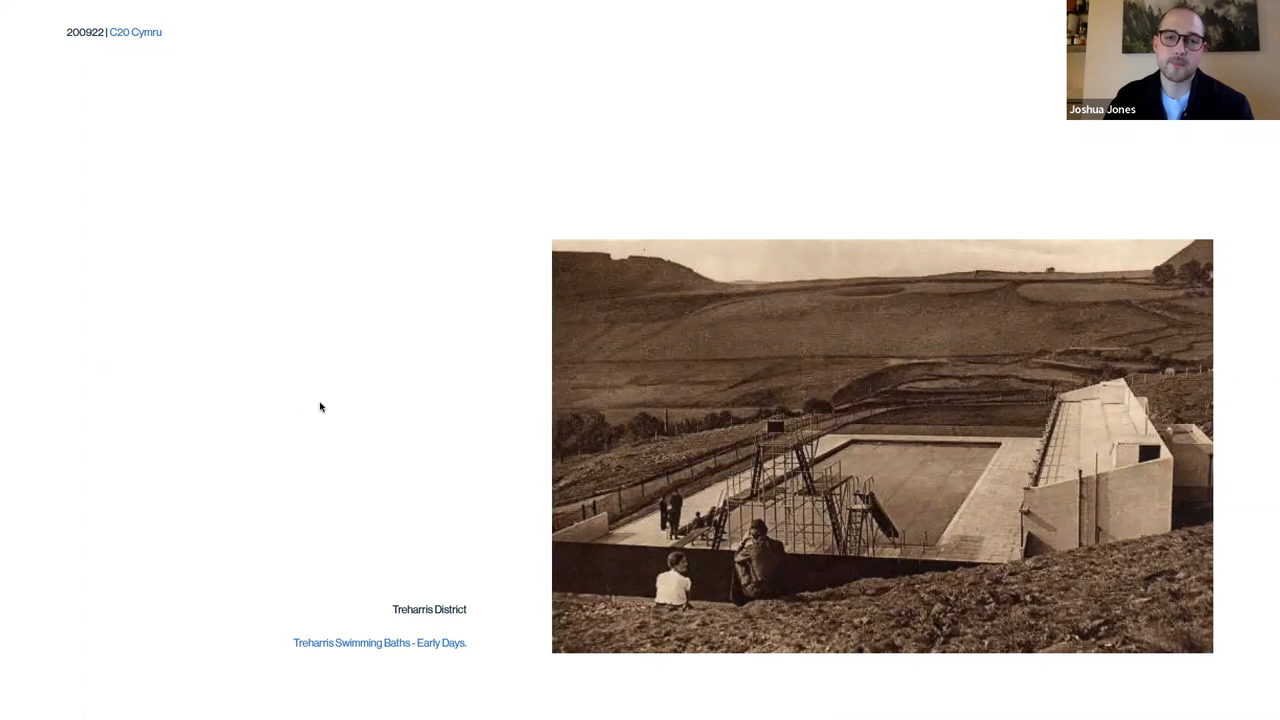 200922 | C20 Cymru
Joshua Jones
Treharris District
Treharris Swimming Baths - Early Days.